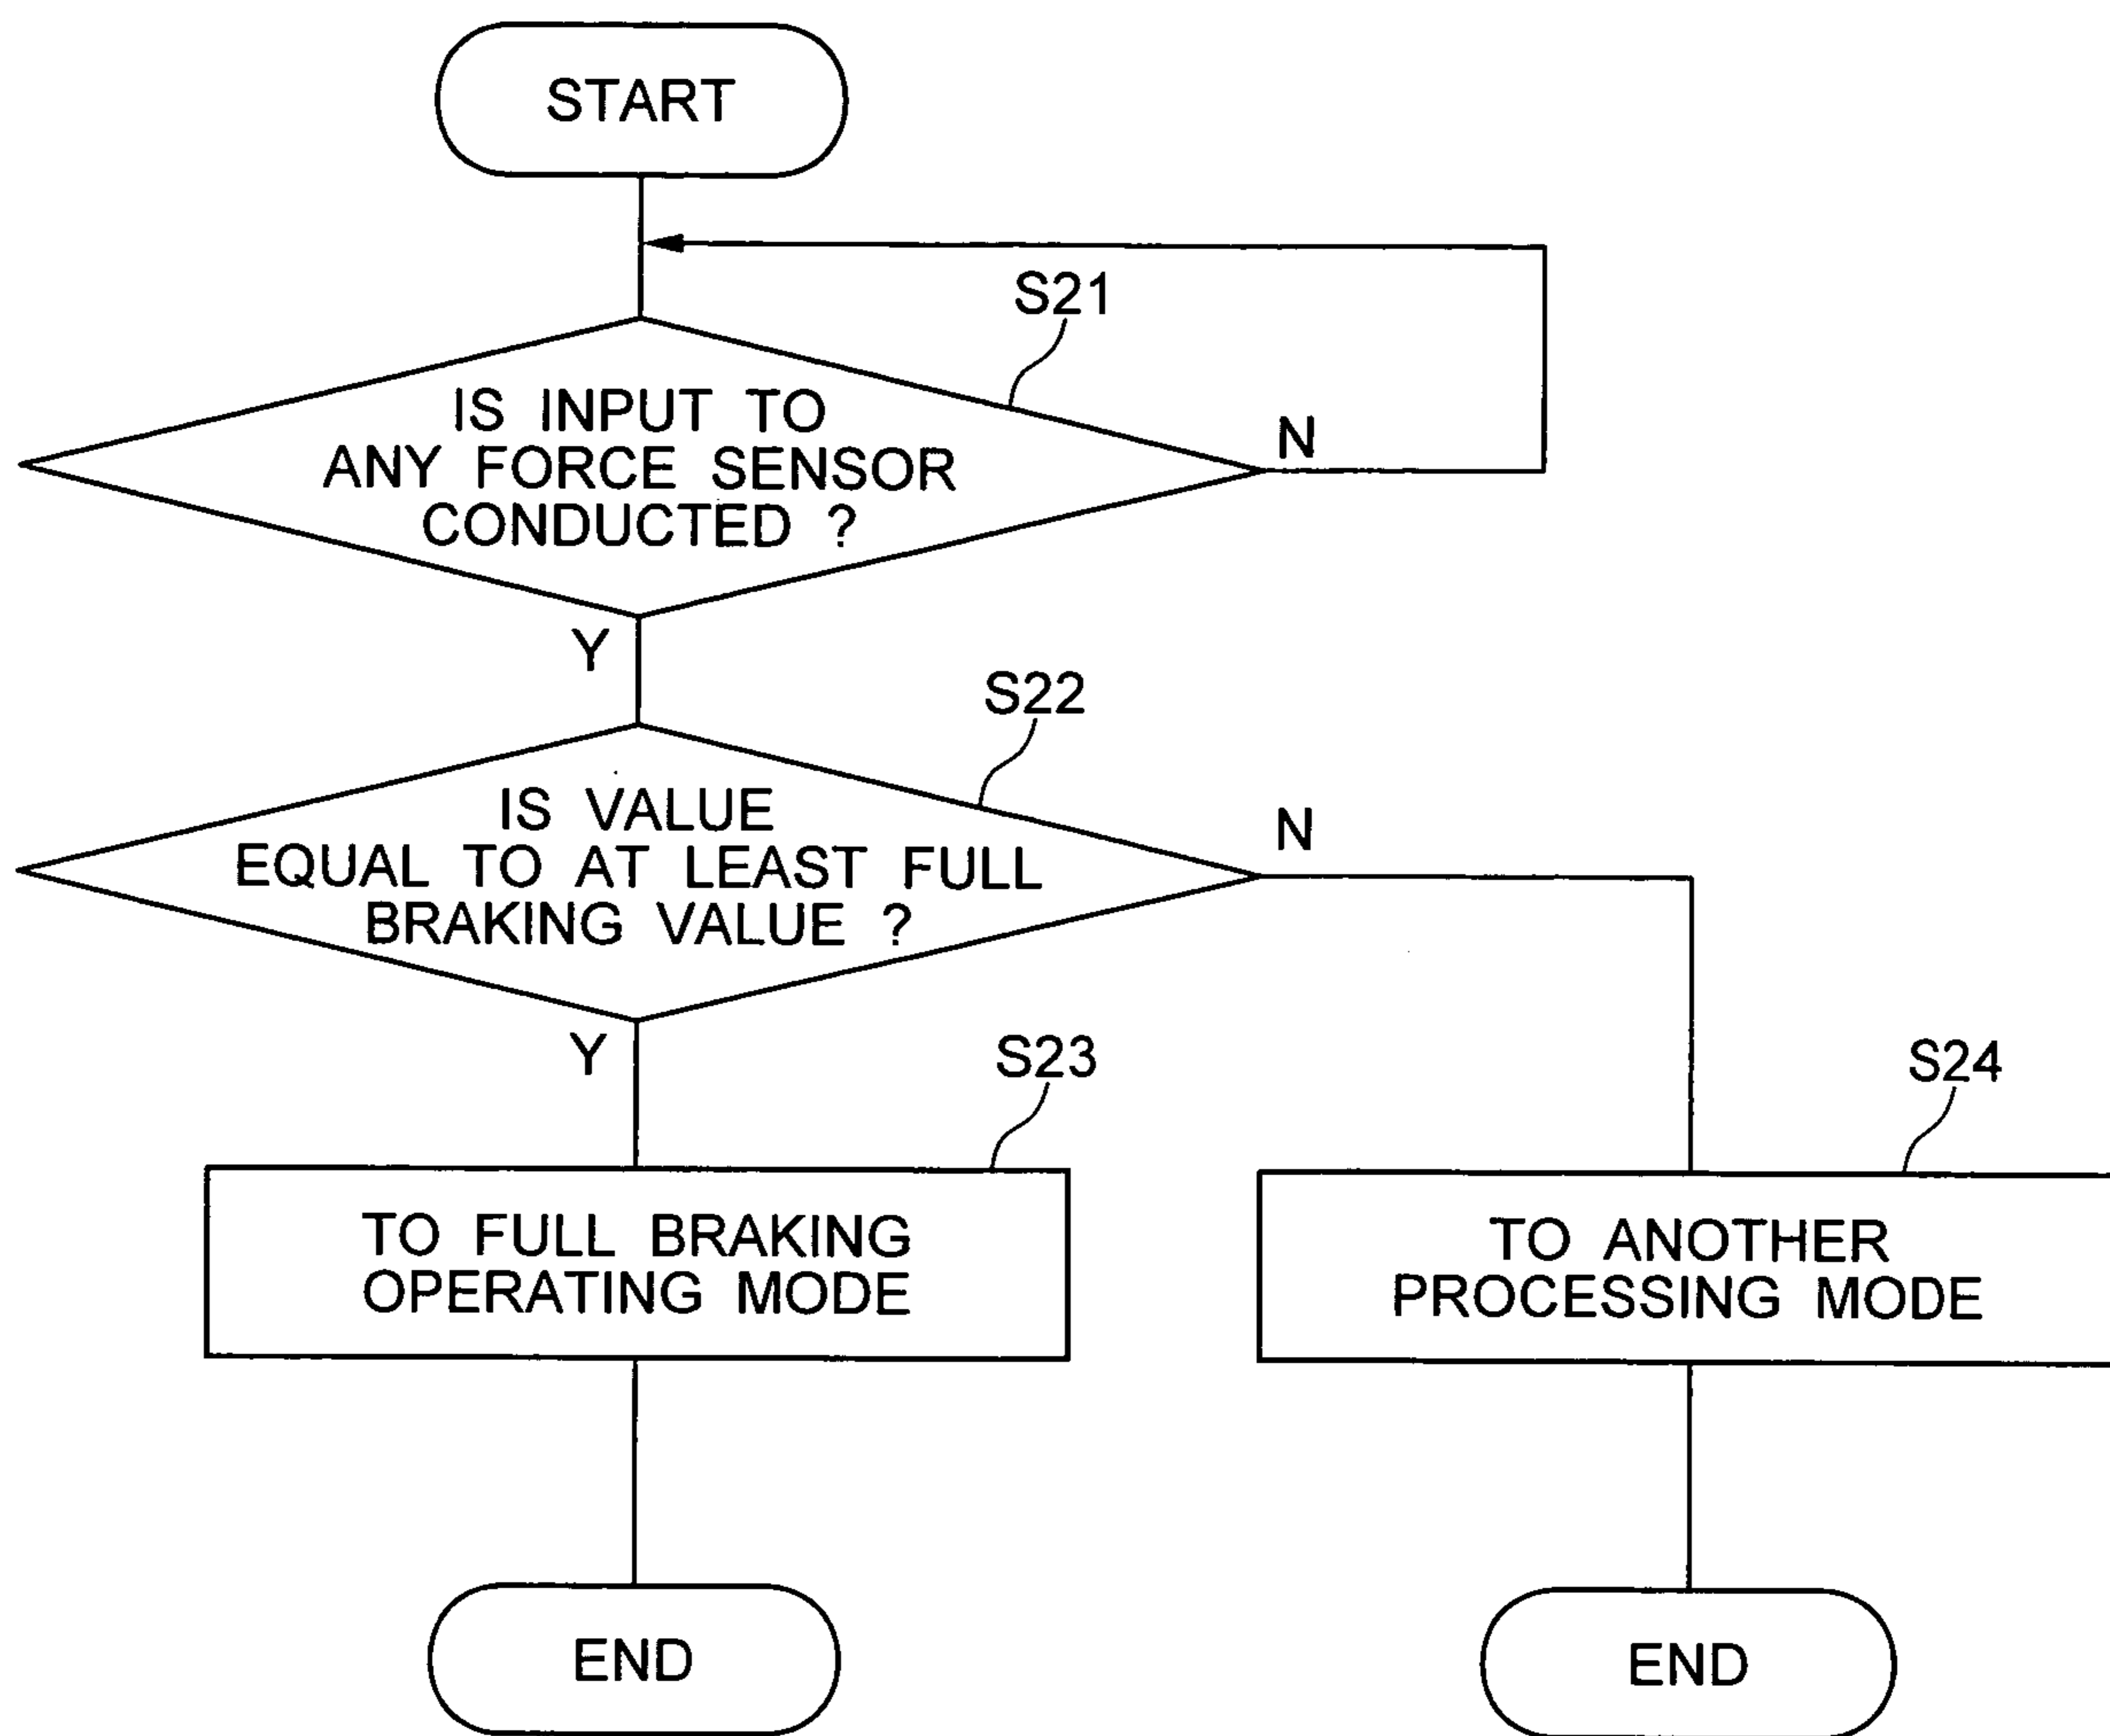 START
S21
IS INPUT TO
ANY FORCE SENSOR
CONDUCTED ?
N
Y
S22
IS VALUE
EQUAL TO AT LEAST FULL
BRAKING VALUE ?
N
Y
S23
S24
TO FULL BRAKING
OPERATING MODE
TO ANOTHER
PROCESSING MODE
END
END